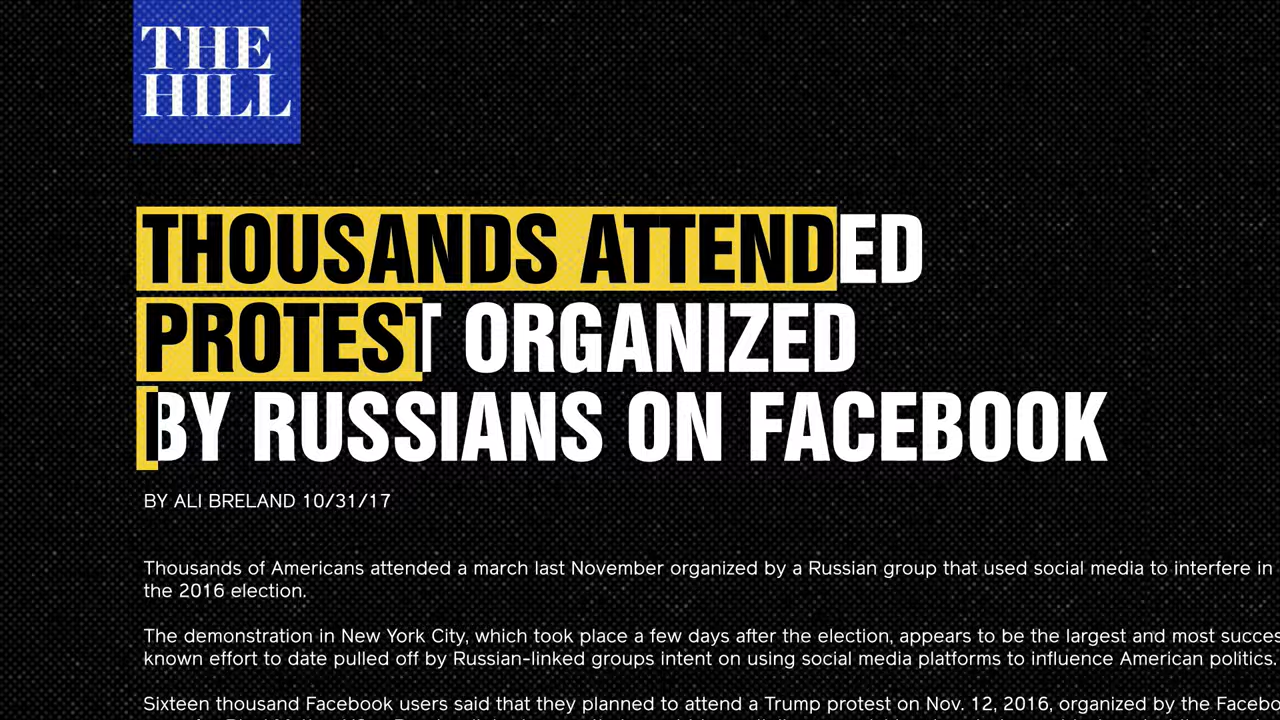 THE
HILL
THOUSANDS ATTENDED
PROTEST ORGANIZED
BY RUSSIANS ON FACEBOOK
BY ALI BRELAND 10/31/17
Thousands of Americans attended a march last November organized by a Russian group that used social media to interfere in
the 2016 election.
The demonstration in New York City, which took place a few days after the election, appears to be the largest and most succes
known effort to date pulled off by Russian-linked groups intent on using social media platforms to influence American politics.
Sixteen thousand Facebook users said that they planned to attend a Trump protest on Nov. 12, 2016, organized by the Facebo